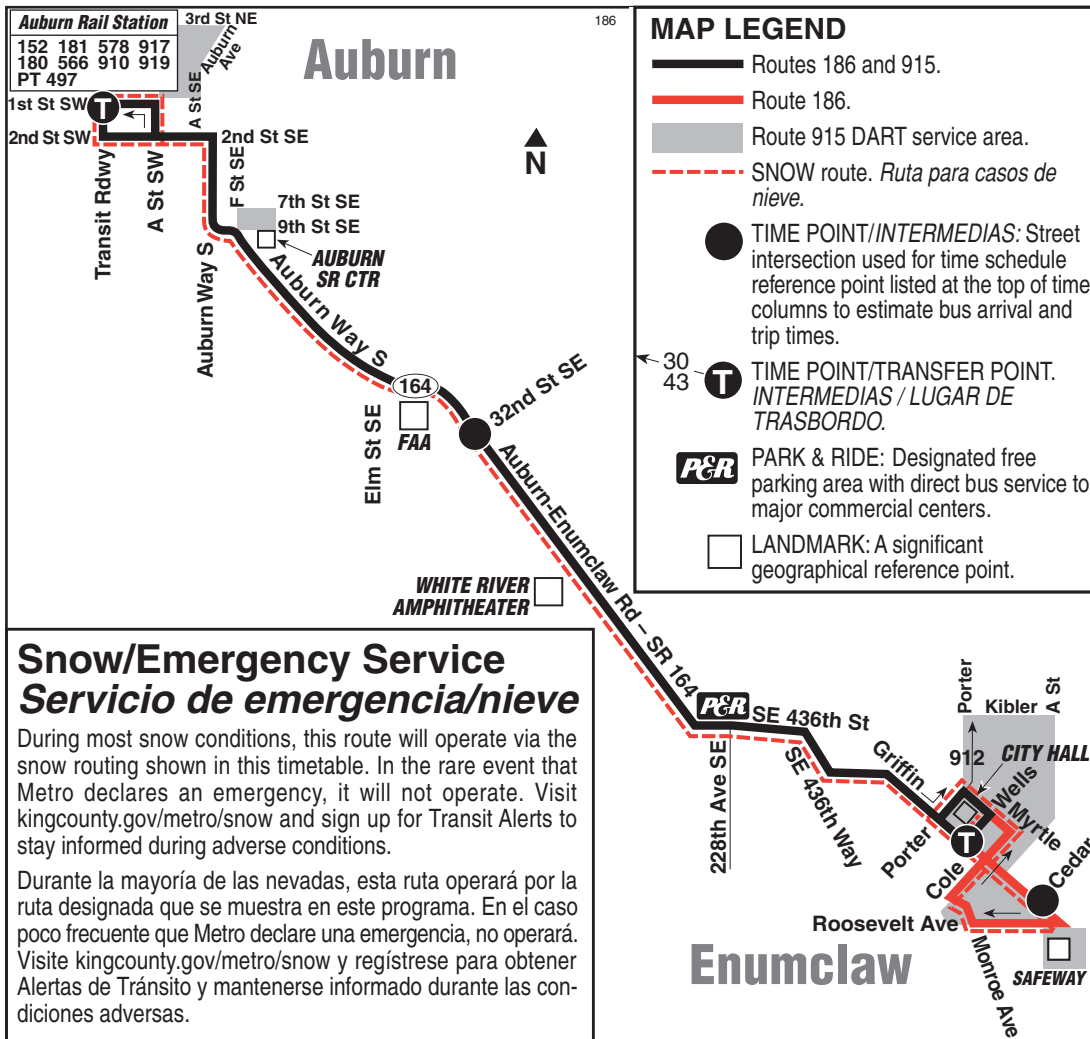 Auburn Rail Station
152 181 578 917
180 566 910 919
PT 497
3rd St NE
Auburn Ave
186
Auburn
A St SE
1st St SW
T
2nd St SW
2nd St SE
Transit Rdwy
A St SW
F St SE
N
7th St SE
9th St SE
AUBURN
SR CTR
Auburn Way S
Auburn Way S
164
32nd St SE
Elm St SE
FAA
Auburn-Enumclaw Rd – SR 164
WHITE RIVER
AMPHITHEATER
MAP LEGEND
Routes 186 and 915.
Route 186.
Route 915 DART service area.
SNOW route. Ruta para casos de
nieve.
TIME POINT/INTERMEDIAS: Street
intersection used for time schedule
reference point listed at the top of time
columns to estimate bus arrival and
trip times.
30
43
T
TIME POINT/TRANSFER POINT.
INTERMEDIAS / LUGAR DE
TRASBORDO.
P&R
PARK & RIDE: Designated free
parking area with direct bus service to
major commercial centers.
LANDMARK: A significant
geographical reference point.
P&R
SE 436th St
228th Ave SE
SE 436th Way
Griffin
Porter
Kibler
A St
912
CITY HALL
Wells
Myrtle
Porter
T
Cole
Cedar
Roosevelt Ave
Monroe Ave
SAFEWAY
Enumclaw
Snow/Emergency Service
Servicio de emergencia/nieve
During most snow conditions, this route will operate via the
snow routing shown in this timetable. In the rare event that
Metro declares an emergency, it will not operate. Visit
kingcounty.gov/metro/snow and sign up for Transit Alerts to
stay informed during adverse conditions.
Durante la mayoría de las nevadas, esta ruta operará por la
ruta designada que se muestra en este programa. En el caso
poco frecuente que Metro declare una emergencia, no operará.
Visite kingcounty.gov/metro/snow y regístrese para obtener
Alertas de Tránsito y mantenerse informado durante las con-
diciones adversas.